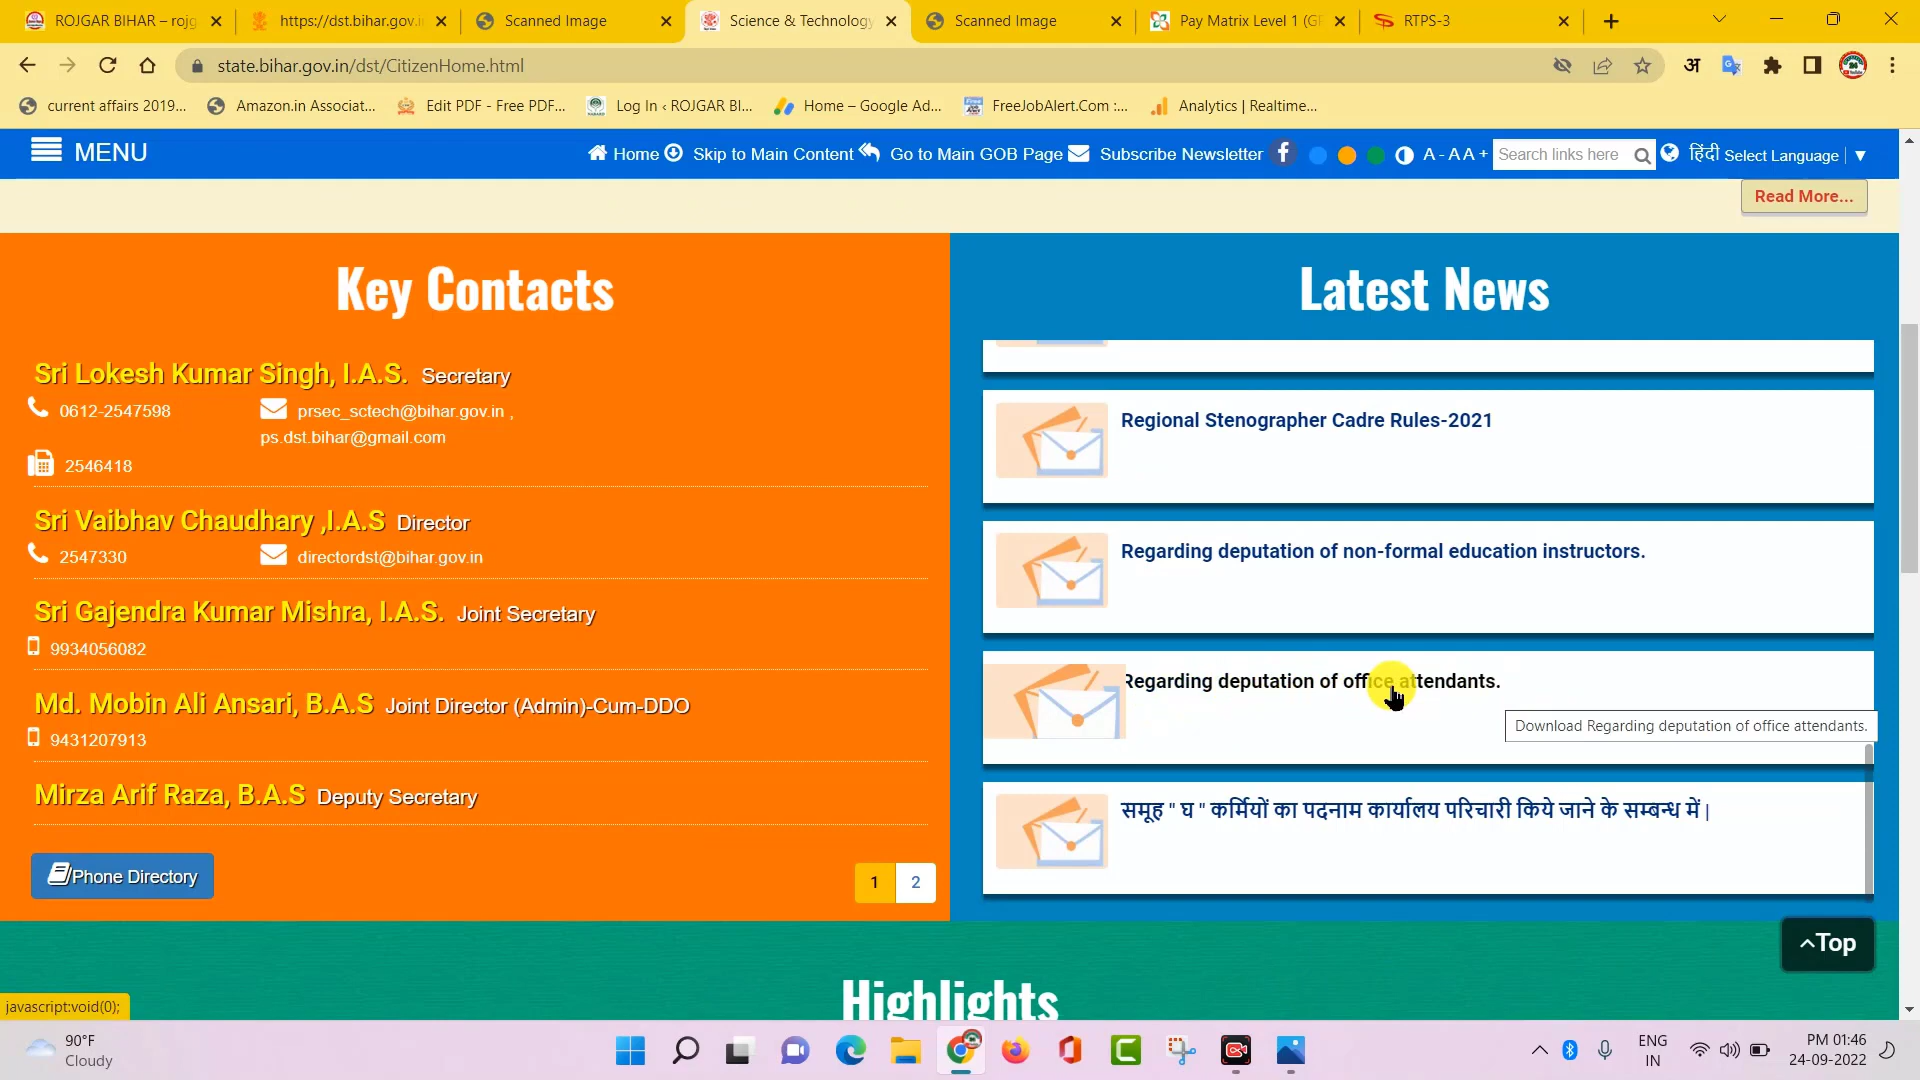 ROJGAR BIHAR – rojg
https://dst.bihar.gov.i
Scanned Image
Science & Technology
Scanned Image
Pay Matrix Level 1 (GP
RTPS-3
state.bihar.gov.in/dst/CitizenHome.html
अ
current affairs 2019...
Amazon.in Associat...
Edit PDF - Free PDF...
Log In ‹ ROJGAR BI...
Home – Google Ad...
FreeJobAlert.Com :...
Analytics | Realtime...
MENU
Home
Skip to Main Content
Go to Main GOB Page
Subscribe Newsletter
A - A A +
Search links here
हिंदी
Select Language
Read More...
Key Contacts
Sri Lokesh Kumar Singh, I.A.S. Secretary
0612-2547598
prsec_sctech@bihar.gov.in ,
ps.dst.bihar@gmail.com
2546418
Sri Vaibhav Chaudhary ,I.A.S Director
2547330
directordst@bihar.gov.in
Sri Gajendra Kumar Mishra, I.A.S. Joint Secretary
9934056082
Md. Mobin Ali Ansari, B.A.S Joint Director (Admin)-Cum-DDO
9431207913
Mirza Arif Raza, B.A.S Deputy Secretary
Phone Directory
1
2
Latest News
Regional Stenographer Cadre Rules-2021
Regarding deputation of non-formal education instructors.
Regarding deputation of office attendants.
Download Regarding deputation of office attendants.
समूह " घ " कर्मियों का पदनाम कार्यालय परिचारी किये जाने के सम्बन्ध में |
^Top
Highlights
javascript:void(0);
90°F
Cloudy
ENG
IN
PM 01:46
24-09-2022